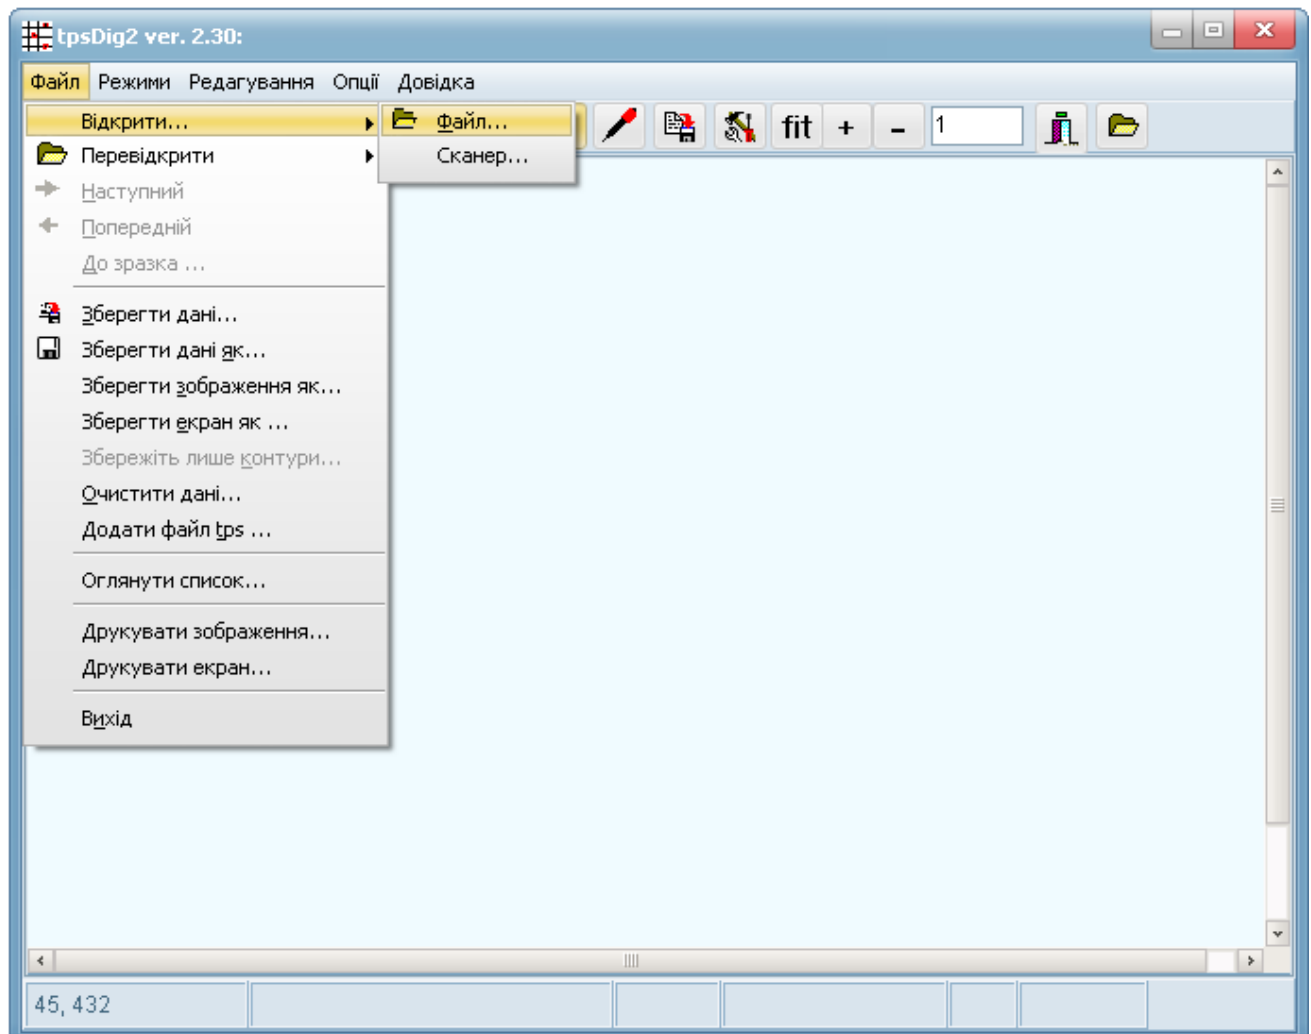 tpsDig2 ver. 2.30:
Файл Режими Редагування Опції Довідка
Відкрити...
Файл...
fit + - 1
Перевідкрити
Сканер...
Наступний
Попередній
До зразка ...
Зберегти дані...
Зберегти дані як...
Зберегти зображення як...
Зберегти екран як ...
Збережіть лише контури...
Очистити дані...
Додати файл tps ...
Оглянути список...
Друкувати зображення...
Друкувати екран...
Вихід
45, 432